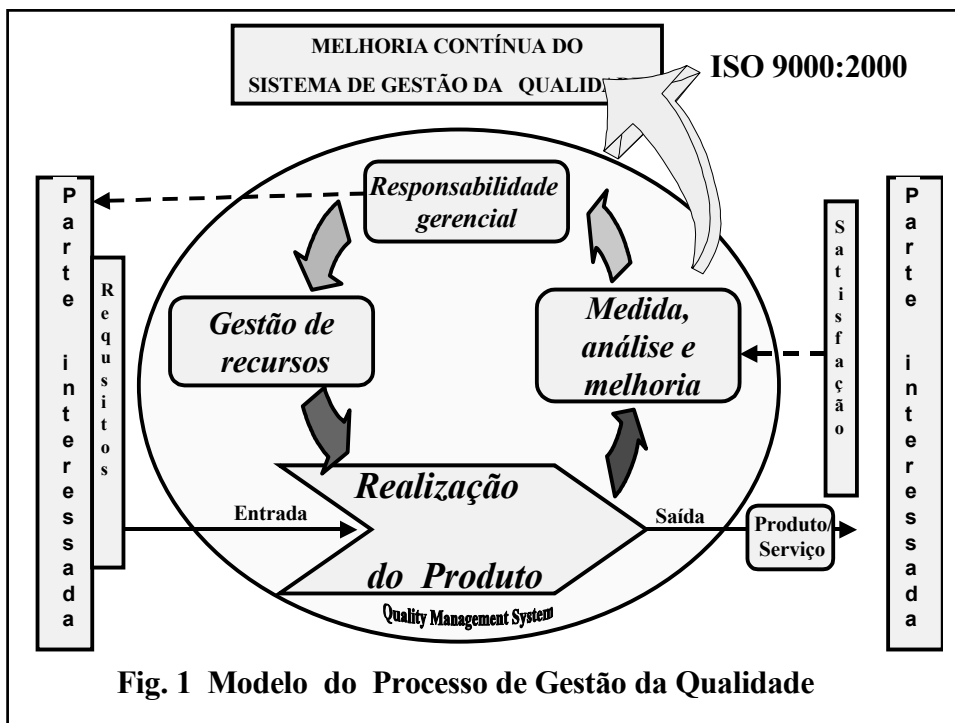 MELHORIA CONTÍNUA DO
SISTEMA DE GESTÃO DA QUALIDAD
ISO 9000:2000
Parte interessada
Requsitos
Responsabilidade
gerencial
Gestão de
recursos
Medida,
análise e
melhoria
Satisfação
Parte interessada
Realização
do Produto
Entrada
Saída
Produto/
Serviço
Quality Management System
Fig. 1 Modelo do Processo de Gestão da Qualidade